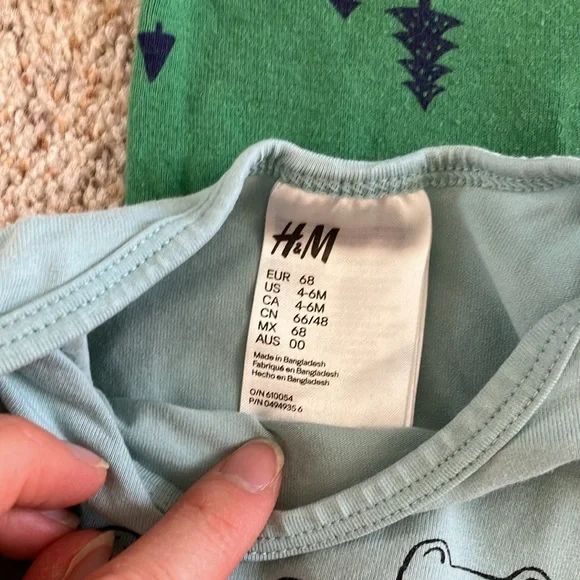 H&M
EUR 68
US 4-6M
CA 4-6M
CN 66/48
MX 68
AUS 00
Made in Bangladesh
Fabriqué en Bangladesh
Hecho en Bangladesh
O/N 610054
P/N 0494935 6